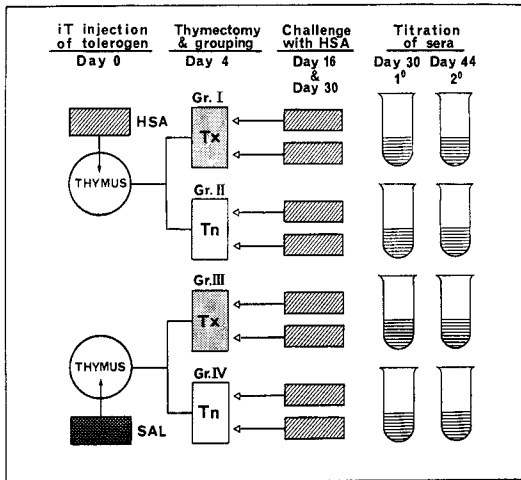 iT injection of tolerogen
Day 0
Thymectomy & grouping
Day 4
Challenge with HSA
Day 16 & Day 30
Titration of sera
Day 30 Day 44
1⁰ 2⁰
HSA
THYMUS
Gr. I
Tx
Gr. II
Tn
Gr.III
Tx
THYMUS
Gr.IV
Tn
SAL